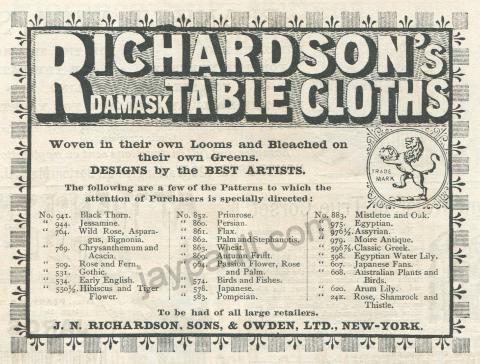 RICHARDSON'S
DAMASK TABLE CLOTHS
Woven in their own Looms and Bleached on
their own Greens.
DESIGNS by the BEST ARTISTS.
TRADE MARK
The following are a few of the Patterns to which the
attention of Purchasers is specially directed:
No. 941. Black Thorn.
" 944. Jessamine.
" 764. Wild Rose, Aspara-
gus, Bignonia.
" 769. Chrysanthemum and
Acacia.
" 509. Rose and Fern.
" 531. Gothic.
" 534. Early English.
" 550½. Hibiscus and Tiger
Flower.
No. 852. Primrose.
" 860. Persian.
" 861. Flax.
" 862. Palm and Stephanotis.
" 865. Wheat.
" 869. Autumn Fruit.
" Passion Flower, Rose
and Palm.
" 574. Birds and Fishes.
" 578. Japanese.
" 583. Pompeian.
No. 883. Mistletoe and Oak.
" 975. Egyptian.
" 976½. Assyrian.
" 979. Moire Antique.
" 596½. Classic Greek.
" 598. Egyptian Water Lily.
" 607. Japanese Fans.
" 608. Australian Plants and
Birds.
" 620. Arum Lily.
" 24x. Rose, Shamrock and
Thistle.
jaypaull.com
To be had of all large retailers.
J. N. RICHARDSON, SONS, & OWDEN, LTD., NEW-YORK.